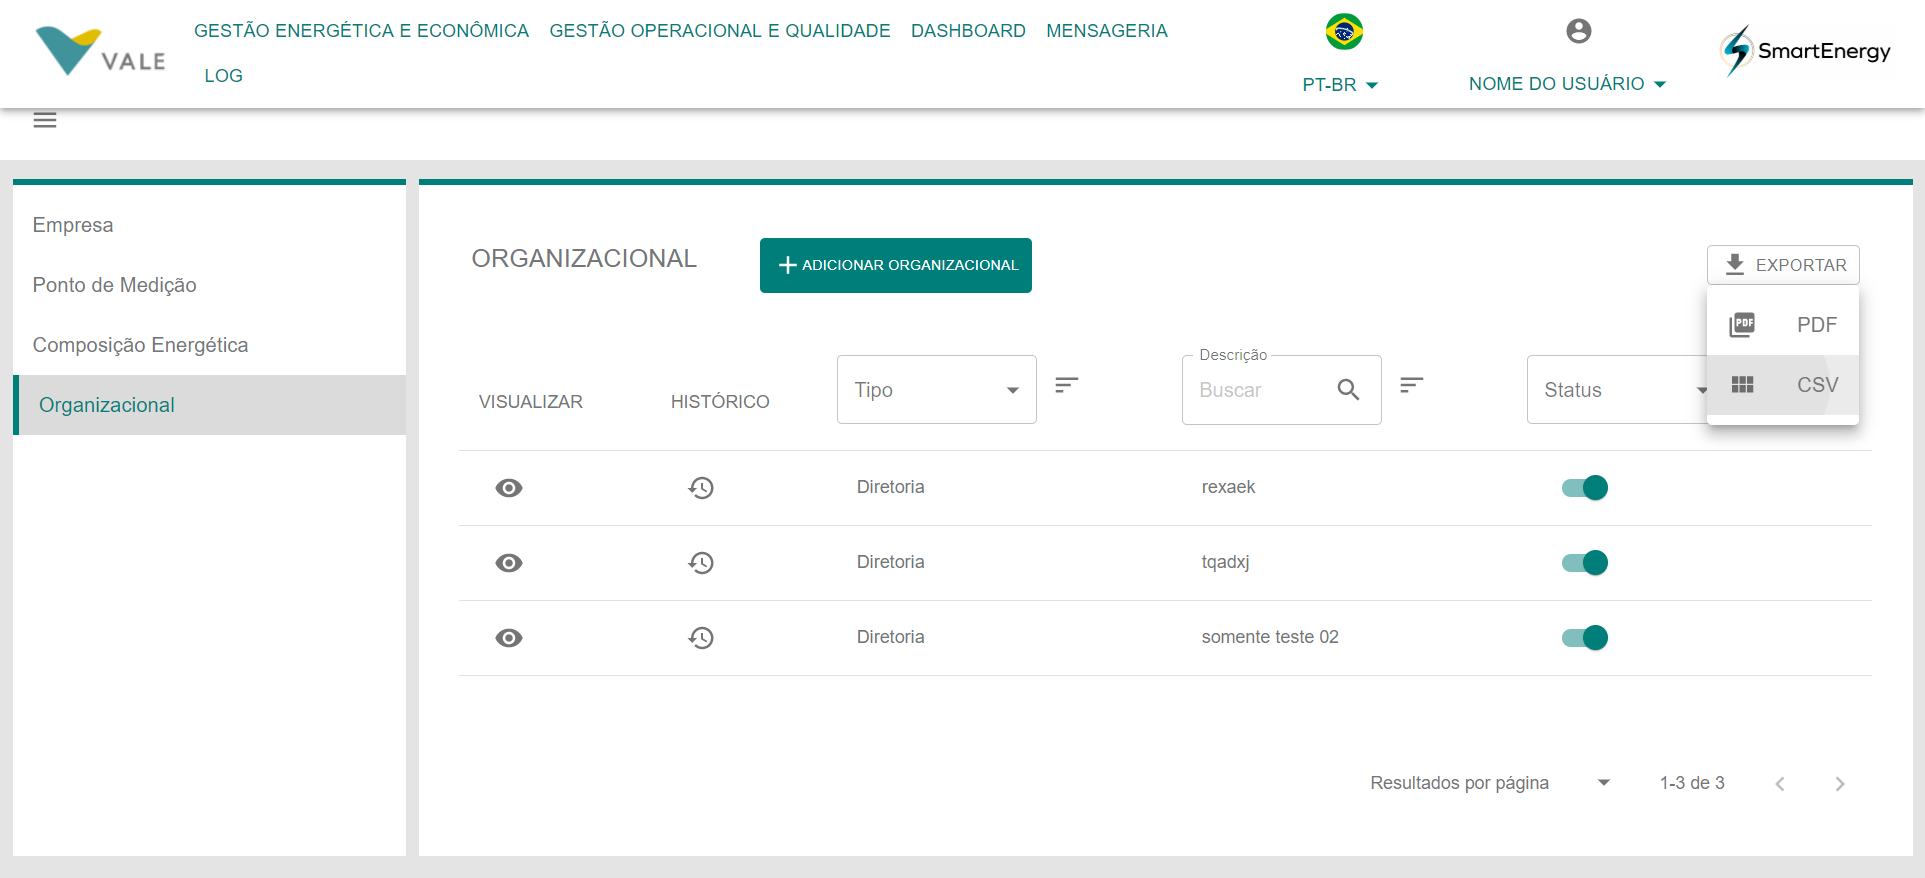 VALE
GESTÃO ENERGÉTICA E ECONÔMICA
GESTÃO OPERACIONAL E QUALIDADE
DASHBOARD
MENSAGERIA
LOG
PT-BR
NOME DO USUÁRIO
SmartEnergy
Empresa
Ponto de Medição
Composição Energética
Organizacional
ORGANIZACIONAL
ADICIONAR ORGANIZACIONAL
EXPORTAR
PDF
PDF
CSV
VISUALIZAR
HISTÓRICO
Tipo
Descrição
Buscar
Status
Diretoria
rexaek
Diretoria
tqadxj
Diretoria
somente teste 02
Resultados por página
1-3 de 3